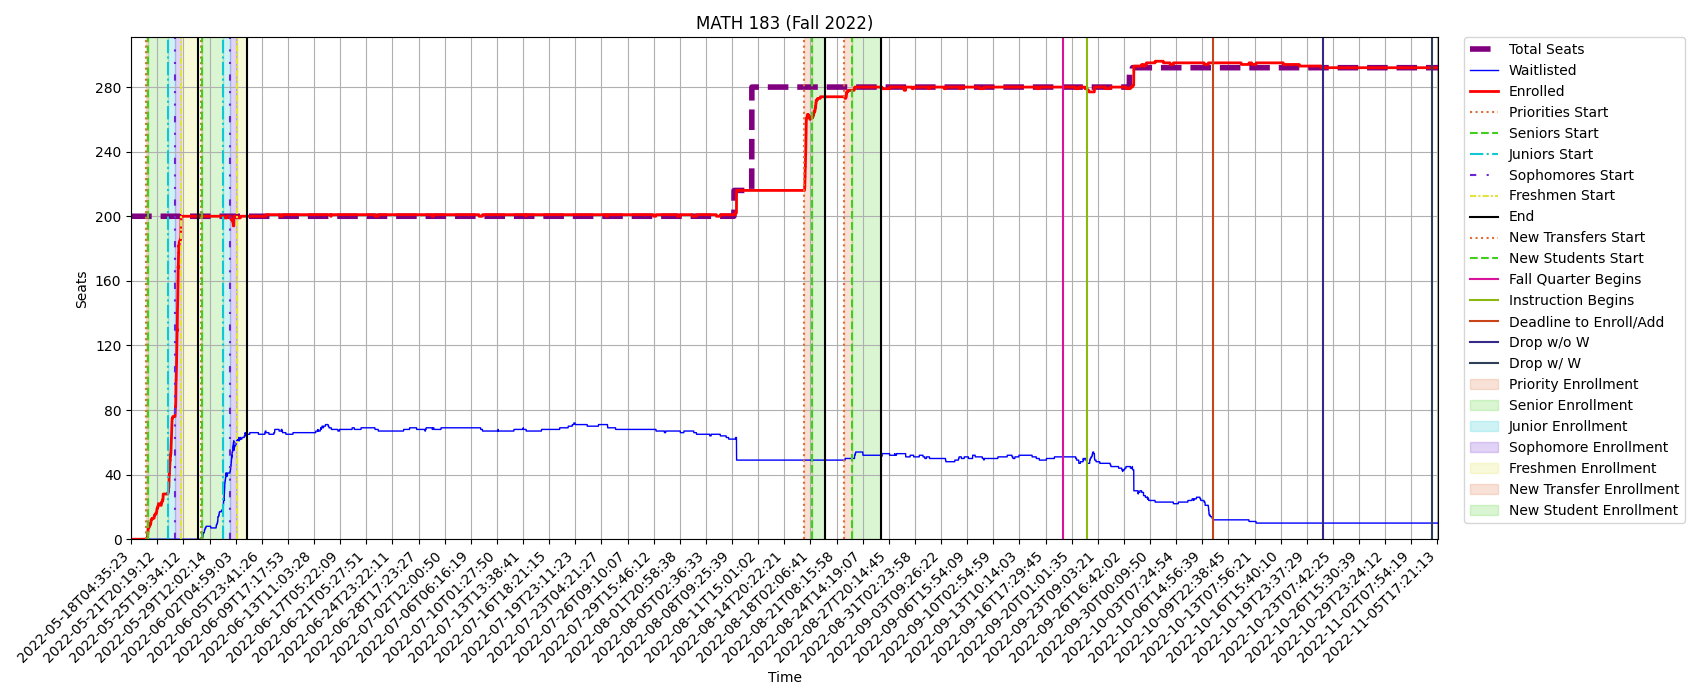 MATH 183 (Fall 2022)
Seats
280
240
200
160
120
80
40
0
2022-05-18T04:35:23
2022-05-21T20:19:12
2022-05-25T19:34:12
2022-05-29T12:02:14
2022-06-02T04:59:03
2022-06-05T23:41:26
2022-06-09T17:17:53
2022-06-13T11:03:28
2022-06-17T05:22:09
2022-06-21T05:27:51
2022-06-24T23:22:11
2022-06-28T17:23:27
2022-07-02T12:00:50
2022-07-06T06:16:19
2022-07-10T01:27:50
2022-07-13T13:38:41
2022-07-16T18:21:15
2022-07-19T23:11:23
2022-07-23T04:21:27
2022-07-26T09:10:07
2022-07-29T15:46:12
2022-08-01T20:58:38
2022-08-05T02:36:33
2022-08-08T09:25:39
2022-08-11T15:01:02
2022-08-14T20:22:21
2022-08-18T02:06:41
2022-08-21T08:15:58
2022-08-24T14:19:07
2022-08-27T20:14:45
2022-08-31T02:23:58
2022-09-03T09:26:22
2022-09-06T15:54:09
2022-09-10T02:54:59
2022-09-13T10:14:03
2022-09-16T17:29:45
2022-09-20T01:01:35
2022-09-23T09:03:21
2022-09-26T16:42:02
2022-09-30T00:09:50
2022-10-03T07:24:54
2022-10-06T14:56:39
2022-10-09T22:38:45
2022-10-13T07:56:21
2022-10-16T15:40:10
2022-10-19T23:37:29
2022-10-23T07:42:25
2022-10-26T15:30:39
2022-10-29T23:24:12
2022-11-02T07:54:19
2022-11-05T17:21:13
Time
Total Seats
Waitlisted
Enrolled
Priorities Start
Seniors Start
Juniors Start
Sophomores Start
Freshmen Start
End
New Transfers Start
New Students Start
Fall Quarter Begins
Instruction Begins
Deadline to Enroll/Add
Drop w/o W
Drop w/ W
Priority Enrollment
Senior Enrollment
Junior Enrollment
Sophomore Enrollment
Freshmen Enrollment
New Transfer Enrollment
New Student Enrollment